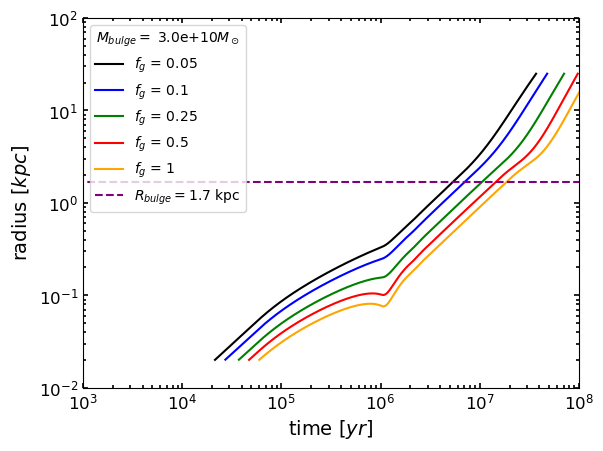 10²
10¹
10⁰
10⁻¹
10⁻²
radius [kpc]
M_bulge = 3.0e+10M_⊙
f_g = 0.05
f_g = 0.1
f_g = 0.25
f_g = 0.5
f_g = 1
R_bulge = 1.7 kpc
10³ 10⁴ 10⁵ 10⁶ 10⁷ 10⁸
time [yr]